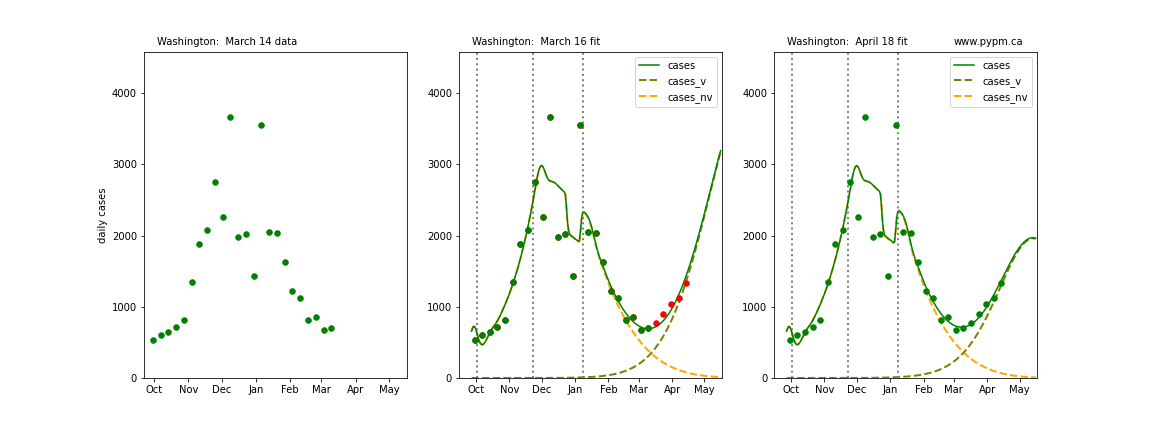 Washington:  March 14 data
daily cases
4000
3000
2000
1000
0
Oct Nov Dec Jan Feb Mar Apr May
Washington:  March 16 fit
cases
cases_v
cases_nv
4000
3000
2000
1000
0
Oct Nov Dec Jan Feb Mar Apr May
Washington:  April 18 fit www.pypm.ca
cases
cases_v
cases_nv
4000
3000
2000
1000
0
Oct Nov Dec Jan Feb Mar Apr May